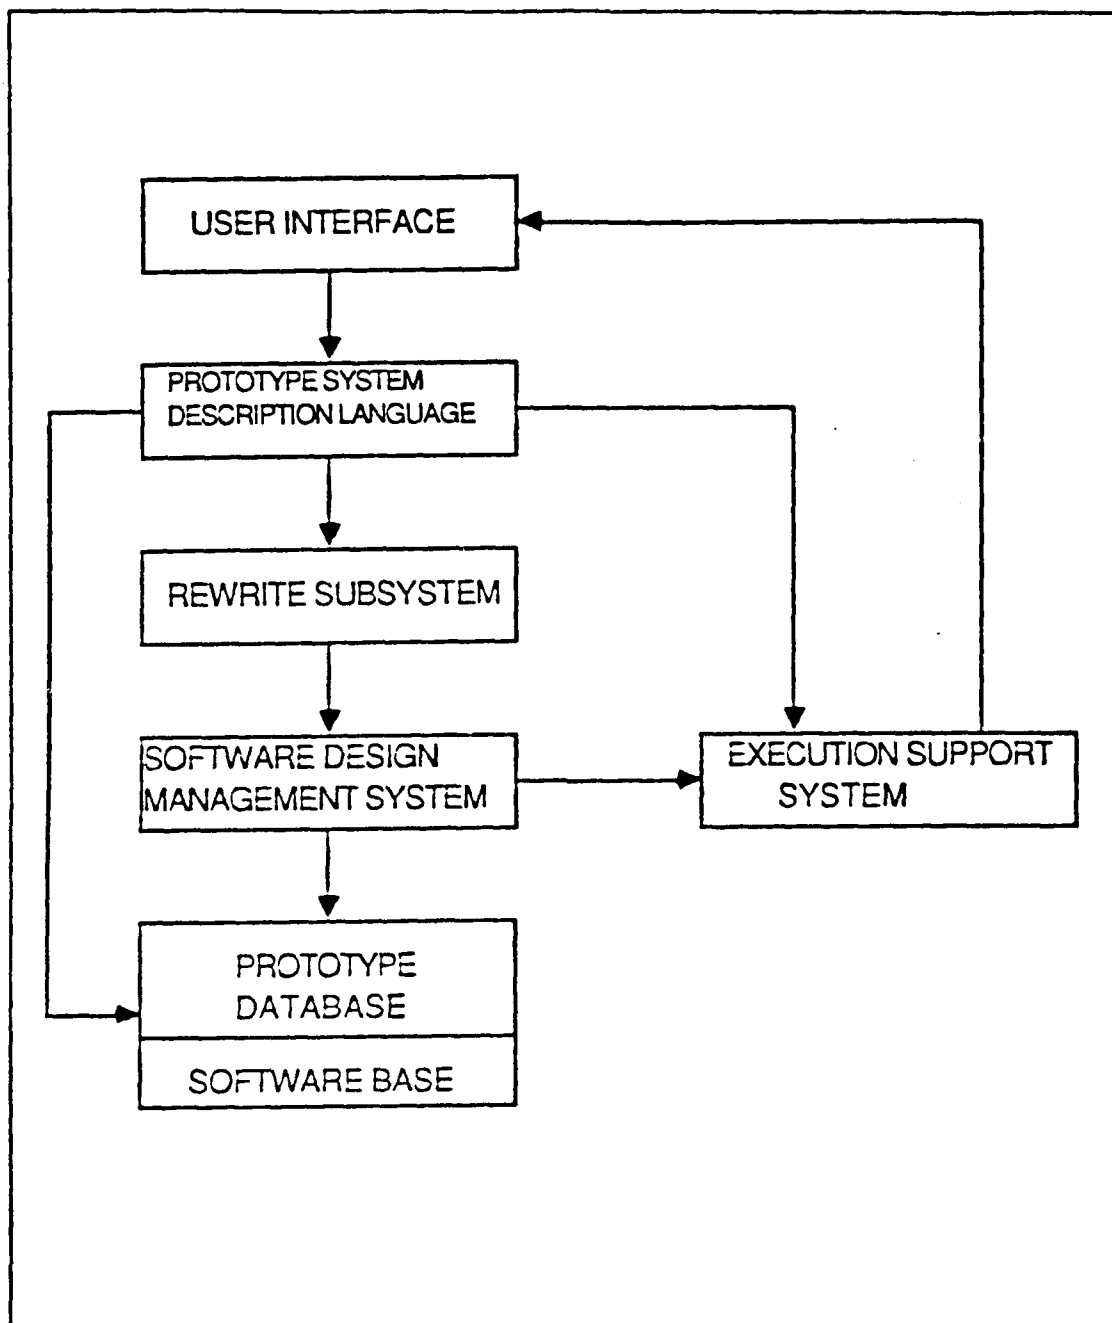 USER INTERFACE
PROTOTYPE SYSTEM
DESCRIPTION LANGUAGE
REWRITE SUBSYSTEM
SOFTWARE DESIGN
MANAGEMENT SYSTEM
EXECUTION SUPPORT
SYSTEM
PROTOTYPE
DATABASE
SOFTWARE BASE